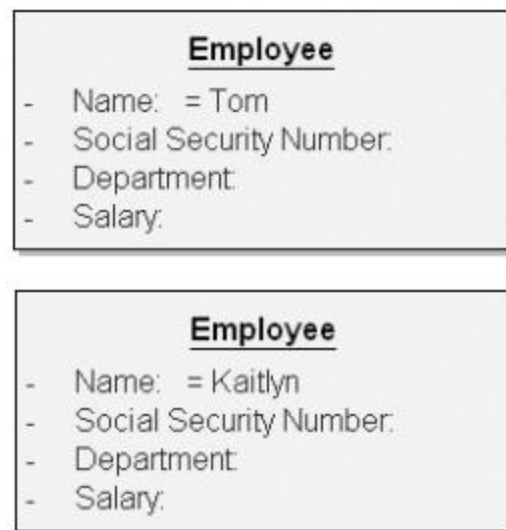 Employee
- Name: = Tom
- Social Security Number:
- Department:
- Salary:
Employee
- Name: = Kaitlyn
- Social Security Number:
- Department:
- Salary: